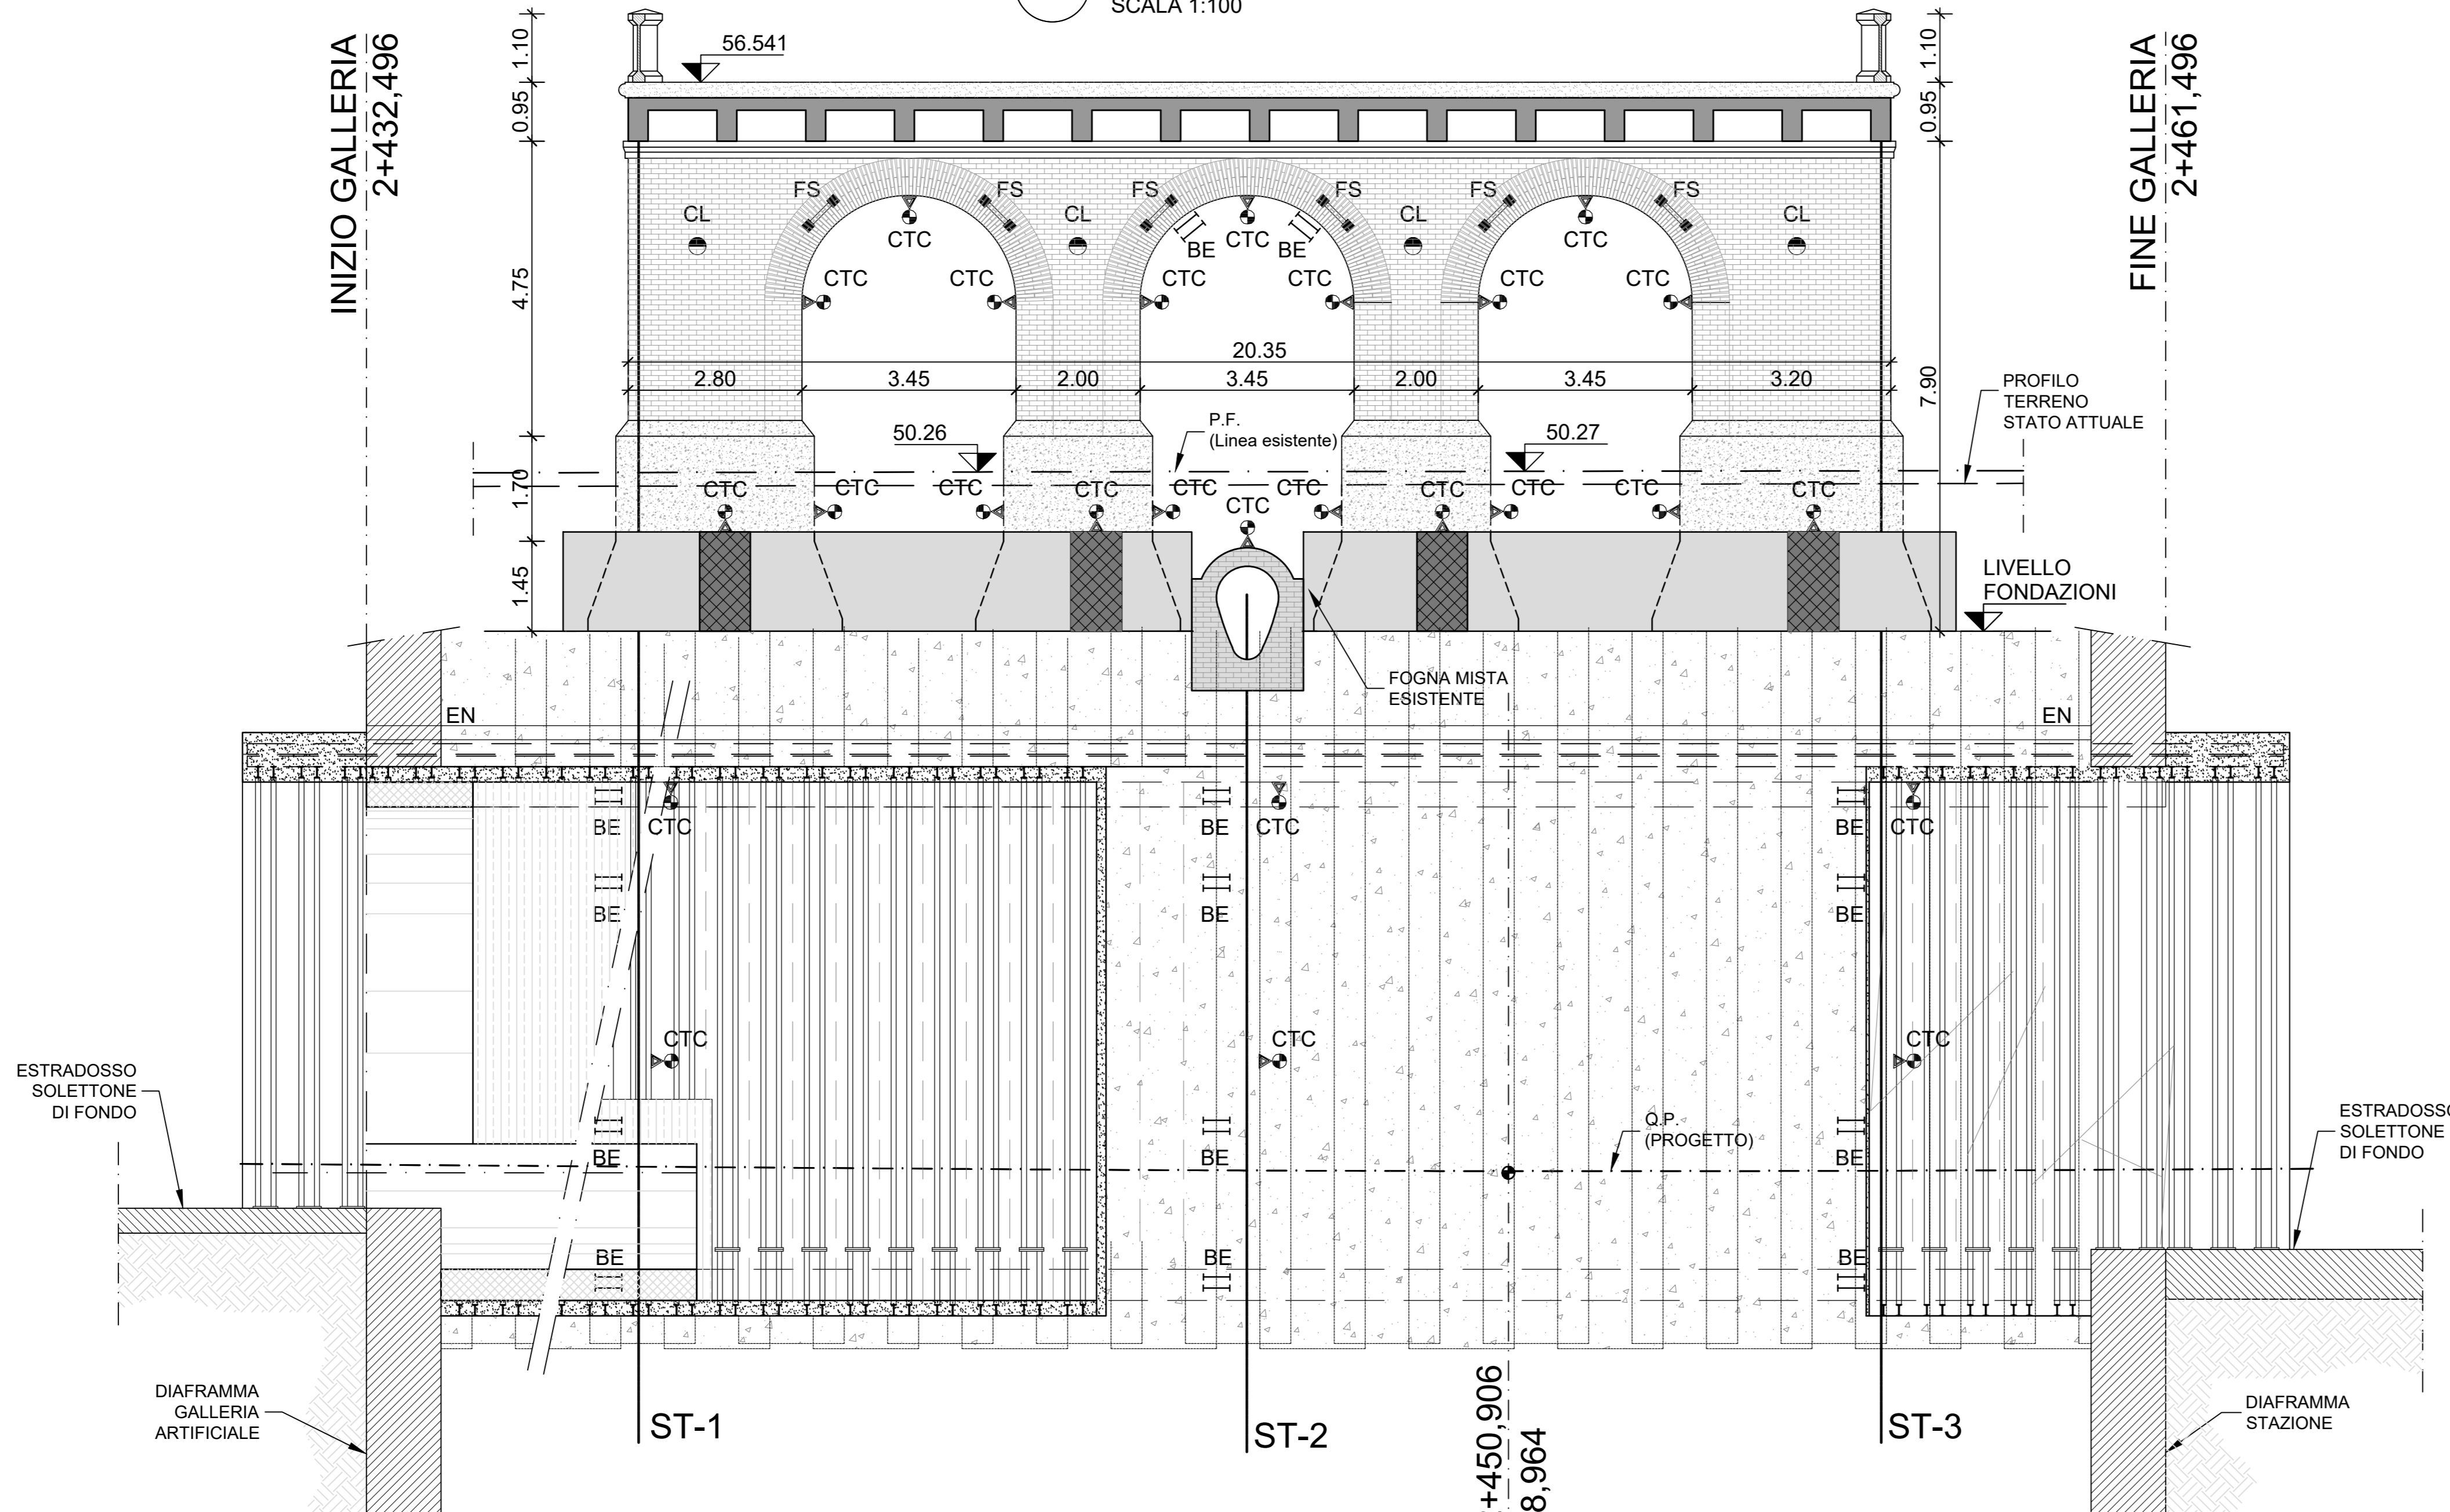 SCALA 1:100
INIZIO GALLERIA
2+432,496
FINE GALLERIA
2+461,496
1.10
0.95
4.75
1.70
1.45
56.541
1.10
0.95
7.90
FS FS FS FS FS FS
CL CL CL CL
CTC CTC CTC
BE BE
CTC CTC CTC CTC CTC CTC
20.35
2.80 3.45 2.00 3.45 2.00 3.45 3.20
PROFILO
TERRENO
STATO ATTUALE
P.F.
(Linea esistente)
50.26
50.27
CTC CTC CTC CTC CTC CTC CTC CTC CTC CTC
CTC
LIVELLO
FONDAZIONI
FOGNA MISTA
ESISTENTE
EN EN
BE CTC BE CTC BE CTC
BE BE BE
CTC CTC CTC
ESTRADOSSO
SOLETTONE
DI FONDO
Q.P.
(PROGETTO)
ESTRADOSSO
SOLETTONE
DI FONDO
BE BE BE
BE BE BE
DIAFRAMMA
GALLERIA
ARTIFICIALE
ST-1
ST-2
+450,906
8,964
ST-3
DIAFRAMMA
STAZIONE